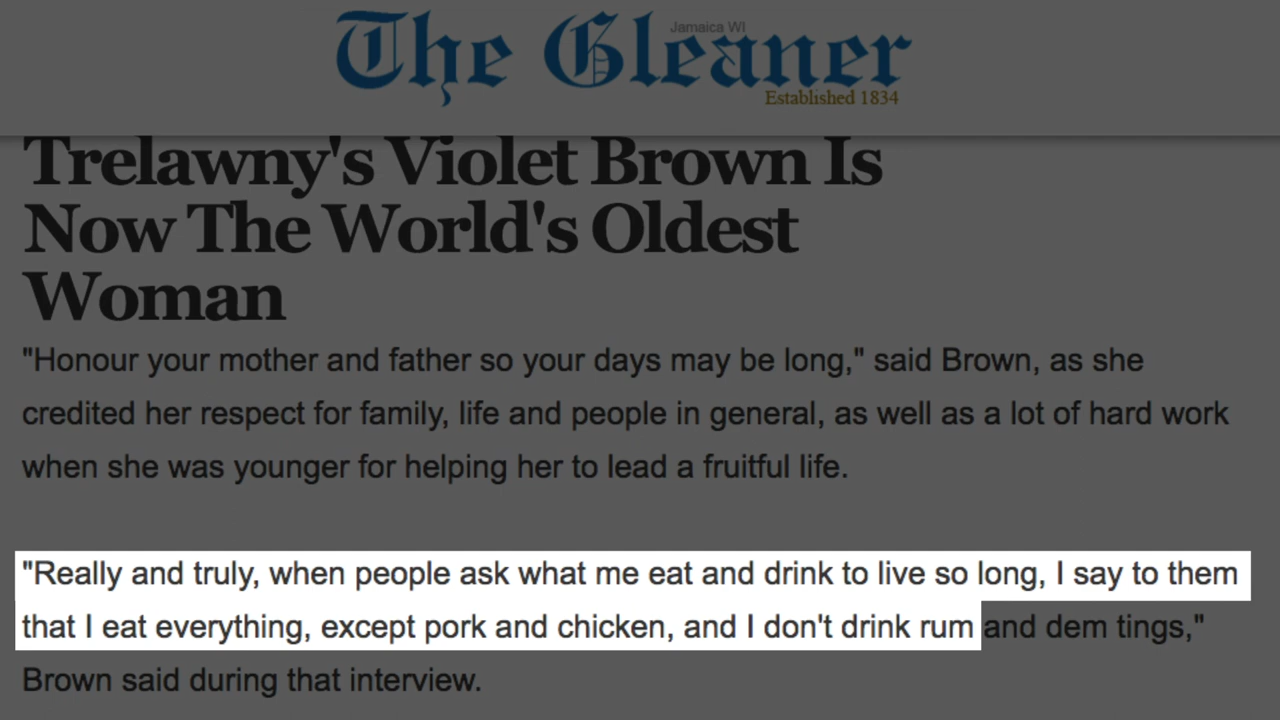 Jamaica WI
The Gleaner
Established 1834
Trelawny's Violet Brown Is
Now The World's Oldest
Woman
"Honour your mother and father so your days may be long," said Brown, as she
credited her respect for family, life and people in general, as well as a lot of hard work
when she was younger for helping her to lead a fruitful life.
"Really and truly, when people ask what me eat and drink to live so long, I say to them
that I eat everything, except pork and chicken, and I don't drink rum and dem tings,"
Brown said during that interview.